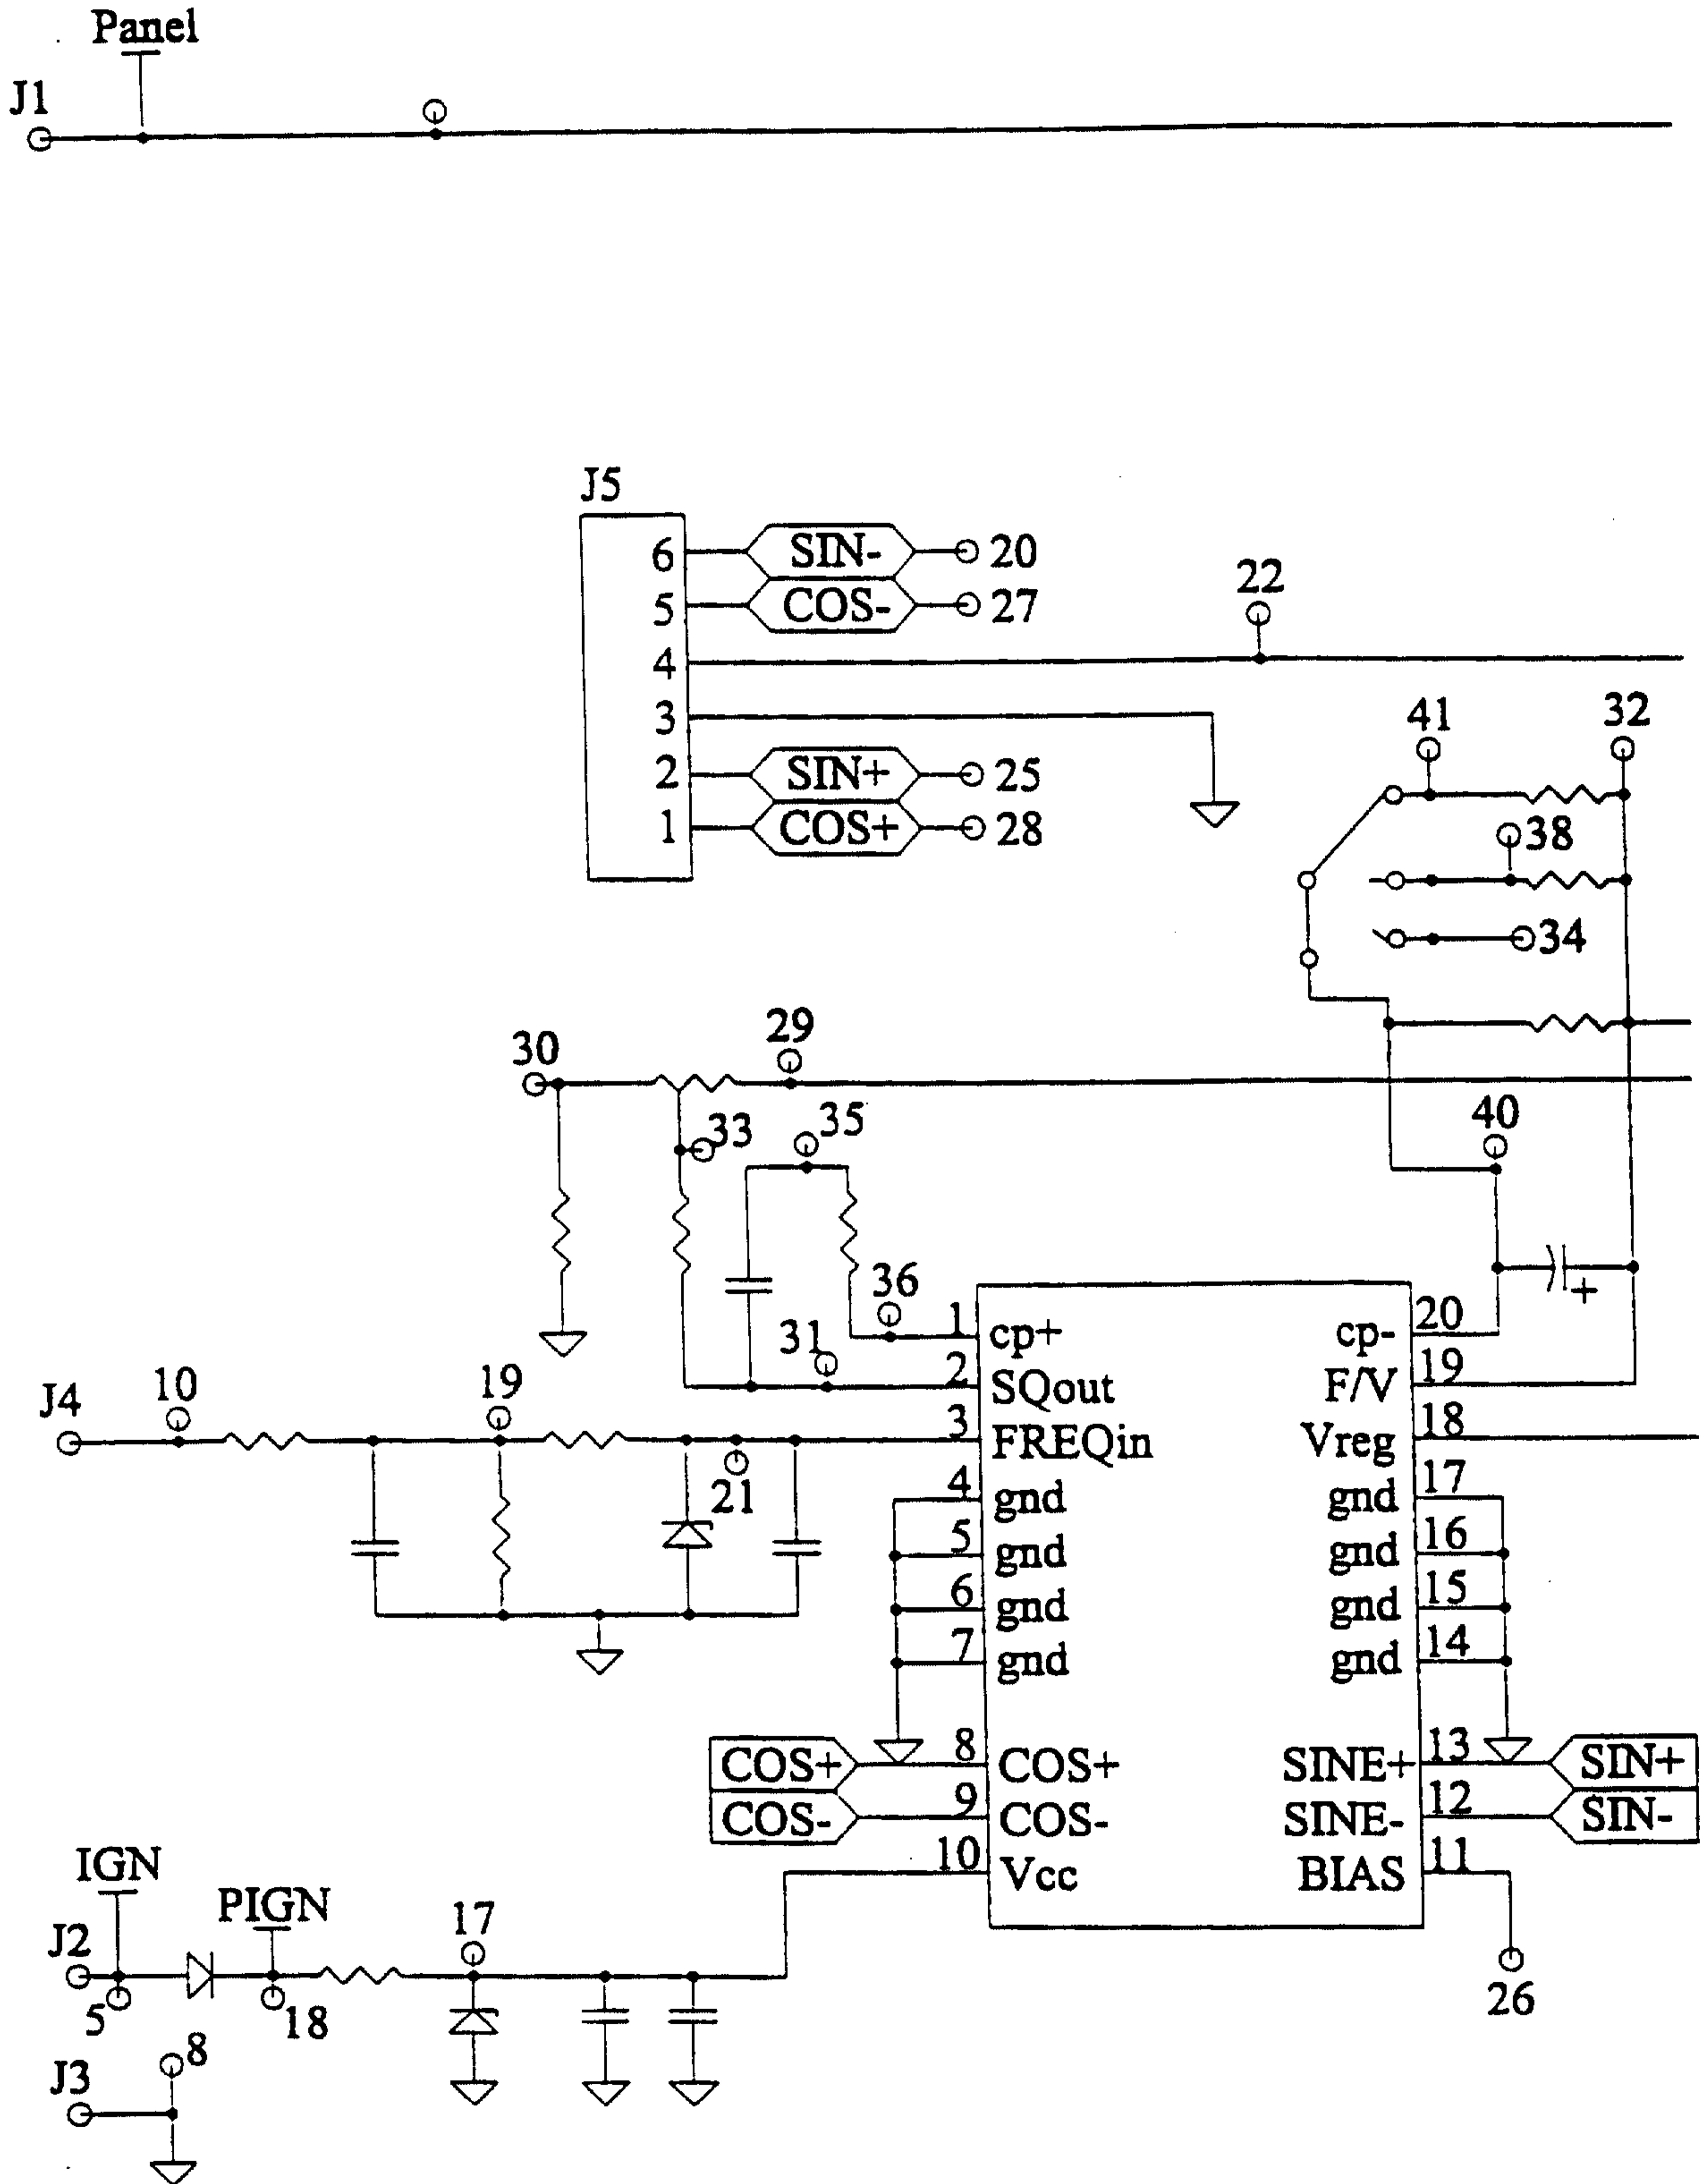 Panel
J1
J5
6 SIN- 20
5 COS- 27
4
22
3
2 SIN+ 25
1 COS+ 28
41
32
38
34
30
29
33
35
40
36
31
+
1 cp+
2 SQout
3 FREQin
4 gnd
5 gnd
6 gnd
7 gnd
COS+ 8 COS+
COS- 9 COS-
10 Vcc
cp- 20
F/V 19
Vreg 18
gnd 17
gnd 16
gnd 15
gnd 14
SINE+ 13 SIN+
SINE- 12 SIN-
BIAS 11
26
J4
10
19
21
IGN
PIGN
J2
17
5
18
8
J3